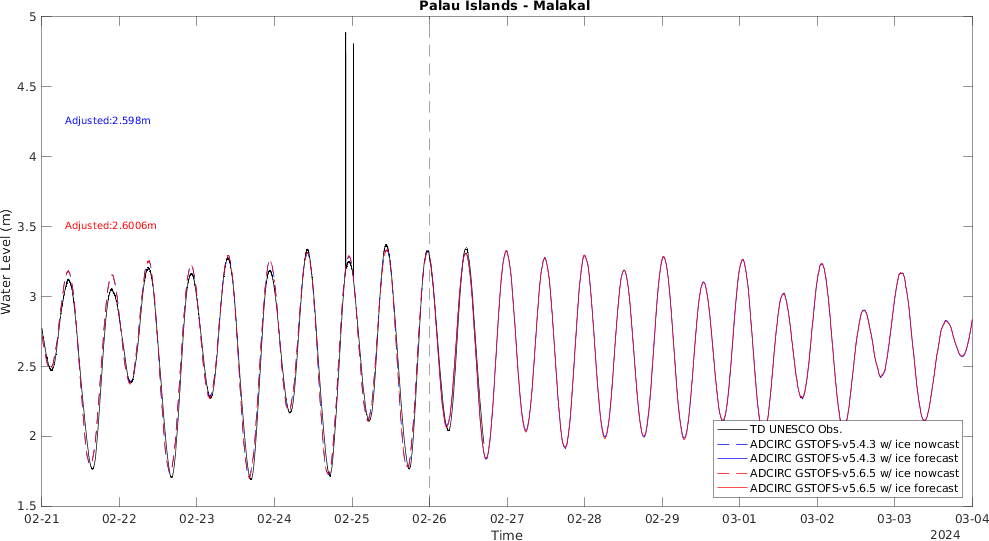 Palau Islands - Malakal
5
4.5
4
3.5
3
2.5
2
1.5
Water Level (m)
Adjusted:2.598m
Adjusted:2.6006m
TD UNESCO Obs.
ADCIRC GSTOFS-v5.4.3 w/ ice nowcast
ADCIRC GSTOFS-v5.4.3 w/ ice forecast
ADCIRC GSTOFS-v5.6.5 w/ ice nowcast
ADCIRC GSTOFS-v5.6.5 w/ ice forecast
02-21 02-22 02-23 02-24 02-25 02-26 02-27 02-28 02-29 03-01 03-02 03-03 03-04
Time
2024